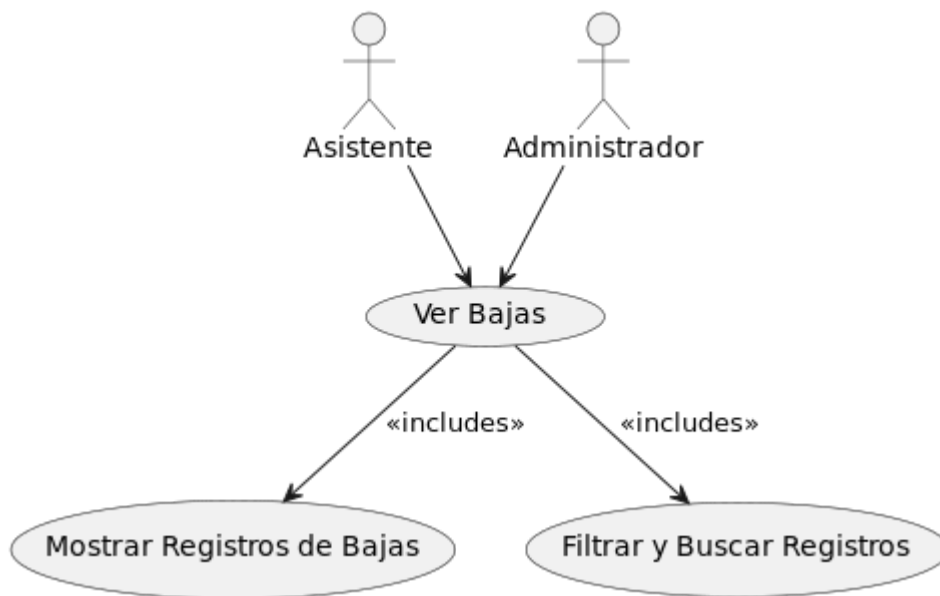 Asistente
Administrador
Ver Bajas
«includes»
«includes»
Mostrar Registros de Bajas
Filtrar y Buscar Registros